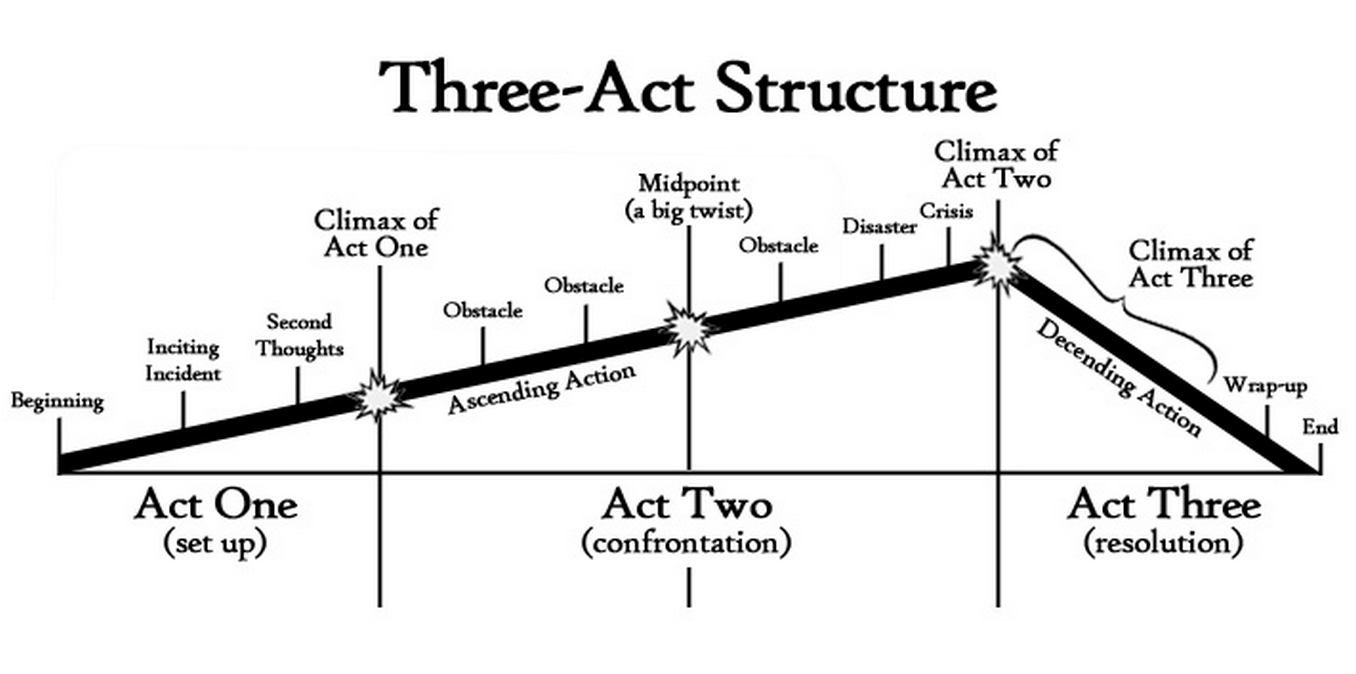 Three-Act Structure
Beginning
Inciting
Incident
Second
Thoughts
Climax of
Act One
Obstacle
Obstacle
Ascending Action
Midpoint
(a big twist)
Obstacle
Disaster
Crisis
Climax of
Act Two
Climax of
Act Three
Decending Action
Wrap-up
End
Act One
(set up)
Act Two
(confrontation)
Act Three
(resolution)